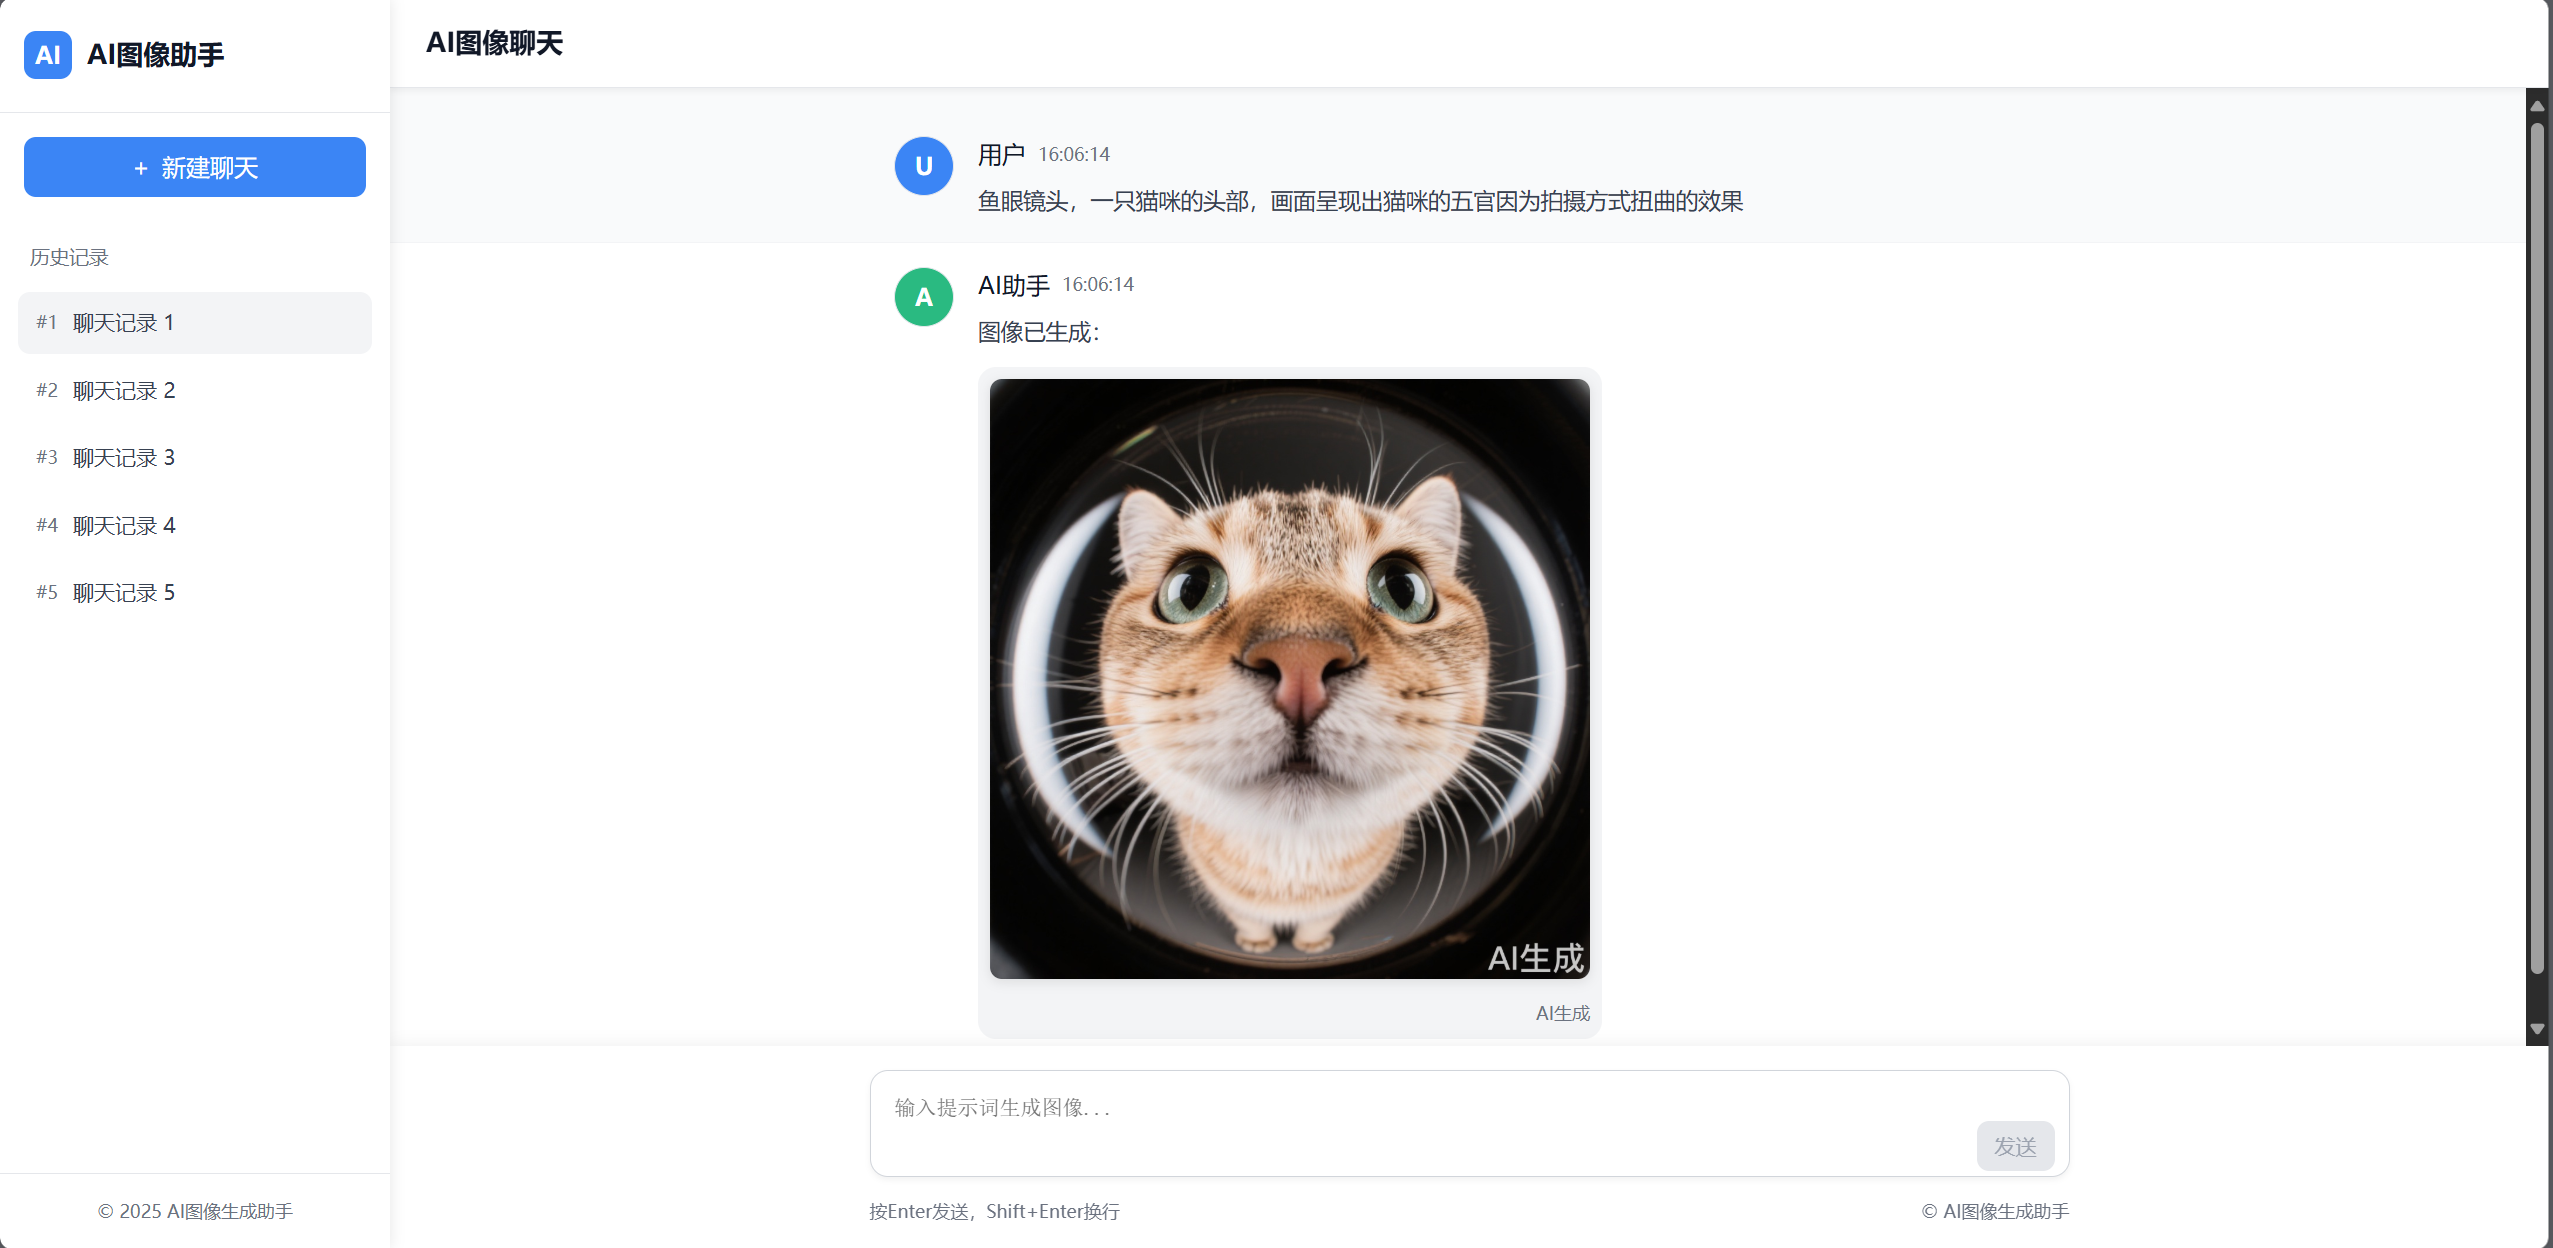 AI AI图像助手
+ 新建聊天
历史记录
#1 聊天记录 1
#2 聊天记录 2
#3 聊天记录 3
#4 聊天记录 4
#5 聊天记录 5
© 2025 AI图像生成助手
AI图像聊天
U 用户 16:06:14
鱼眼镜头，一只猫咪的头部，画面呈现出猫咪的五官因为拍摄方式扭曲的效果
A AI助手 16:06:14
图像已生成：
AI生成
AI生成
输入提示词生成图像...
发送
按Enter发送，Shift+Enter换行
© AI图像生成助手